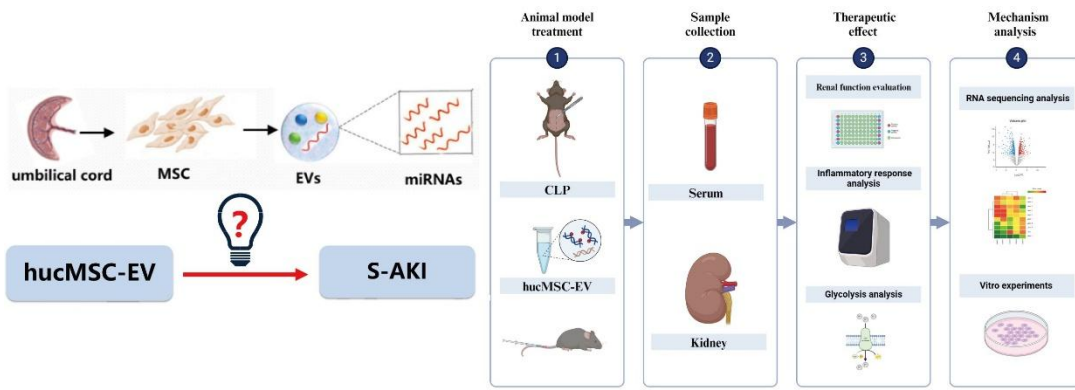 umbilical cord
MSC
EVs
miRNAs
?
hucMSC-EV
S-AKI
Animal model
treatment
1
CLP
hucMSC-EV
Sample
collection
2
Serum
Kidney
Therapeutic
effect
3
Renal function evaluation
Inflammatory response
analysis
Glycolysis analysis
Mechanism
analysis
4
RNA sequencing analysis
Vitro experiments